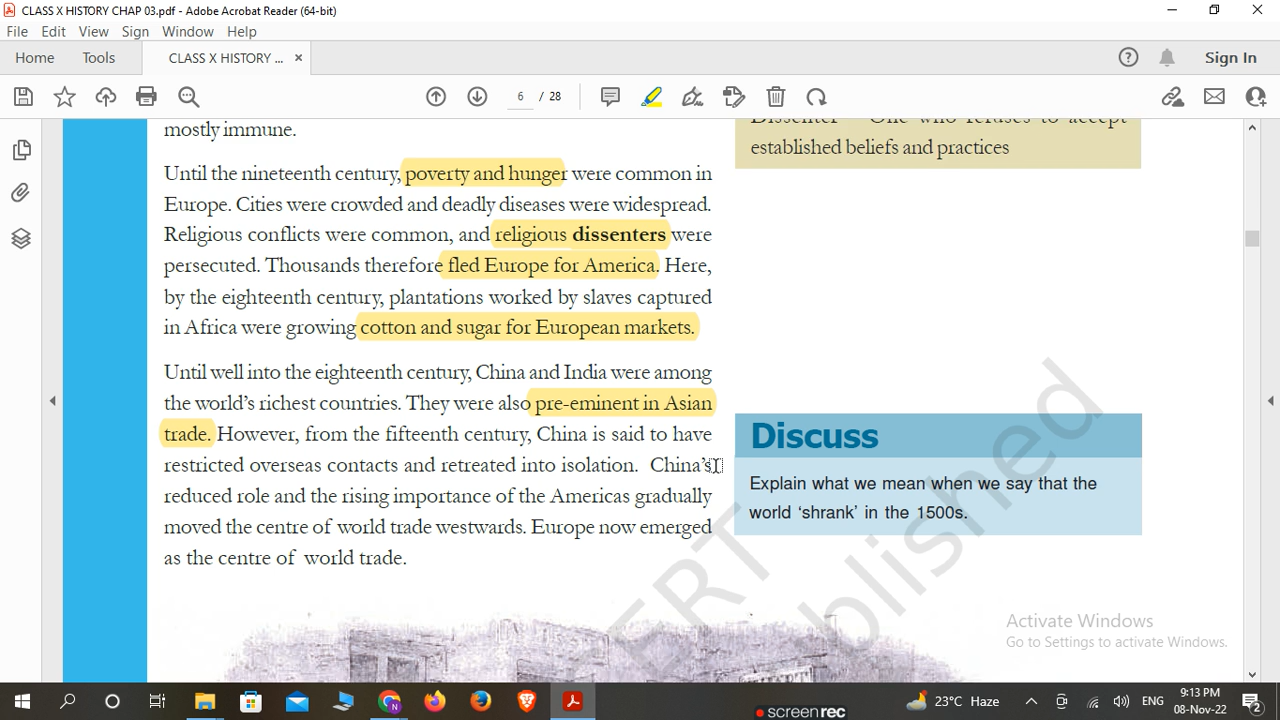 CLASS X HISTORY CHAP 03.pdf - Adobe Acrobat Reader (64-bit)
File Edit View Sign Window Help
Home Tools CLASS X HISTORY ... × Sign In
6 / 28
mostly immune.
Dissenter – One who refuses to accept
established beliefs and practices
Until the nineteenth century, poverty and hunger were common in
Europe. Cities were crowded and deadly diseases were widespread.
Religious conflicts were common, and religious dissenters were
persecuted. Thousands therefore fled Europe for America. Here,
by the eighteenth century, plantations worked by slaves captured
in Africa were growing cotton and sugar for European markets.
Until well into the eighteenth century, China and India were among
the world's richest countries. They were also pre-eminent in Asian
trade. However, from the fifteenth century, China is said to have
restricted overseas contacts and retreated into isolation. China's
reduced role and the rising importance of the Americas gradually
moved the centre of world trade westwards. Europe now emerged
as the centre of world trade.
Discuss
Explain what we mean when we say that the
world 'shrank' in the 1500s.
Activate Windows
Go to Settings to activate Windows.
23°C Haze ENG 9:13 PM
08-Nov-22
2
screenrec